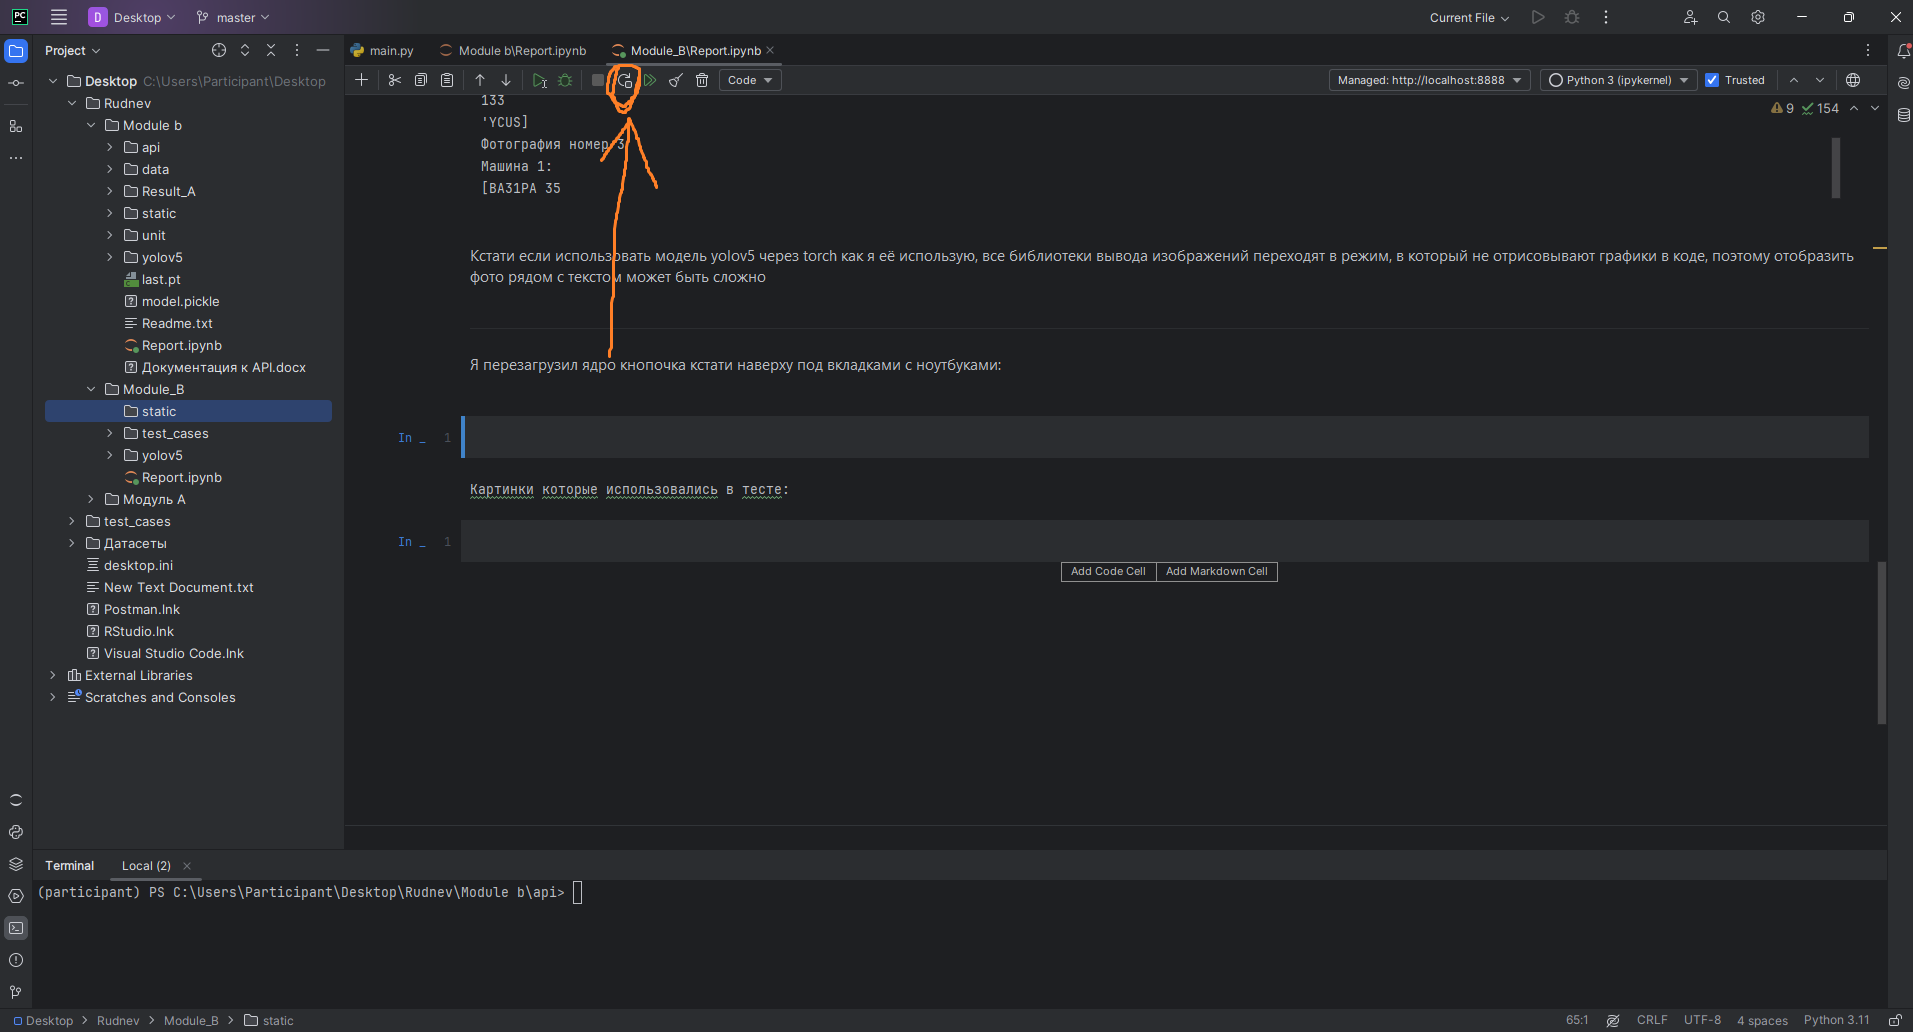 PC
D Desktop master
Current File
Project
main.py
Module b\Report.ipynb
Module_B\Report.ipynb
Code
Managed: http://localhost:8888
Python 3 (ipykernel)
Trusted
Desktop C:\Users\Participant\Desktop
Rudnev
Module b
api
data
Result_A
static
unit
yolov5
last.pt
model.pickle
Readme.txt
Report.ipynb
Документация к API.docx
Module_B
static
test_cases
yolov5
Report.ipynb
Модуль А
test_cases
Датасеты
desktop.ini
New Text Document.txt
Postman.lnk
RStudio.lnk
Visual Studio Code.lnk
External Libraries
Scratches and Consoles
9 154
133
'YCUS]
Фотография номер 3
Машина 1:
[BA31PA 35
Кстати если использовать модель yolov5 через torch как я её использую, все библиотеки вывода изображений переходят в режим, в который не отрисовывают графики в коде, поэтому отобразить
фото рядом с текстом может быть сложно
Я перезагрузил ядро кнопочка кстати наверху под вкладками с ноутбуками:
In _ 1
Картинки которые использовались в тесте:
In _ 1
Add Code Cell Add Markdown Cell
Terminal Local (2)
(participant) PS C:\Users\Participant\Desktop\Rudnev\Module b\api>
Desktop > Rudnev > Module_B > static
65:1 CRLF UTF-8 4 spaces Python 3.11